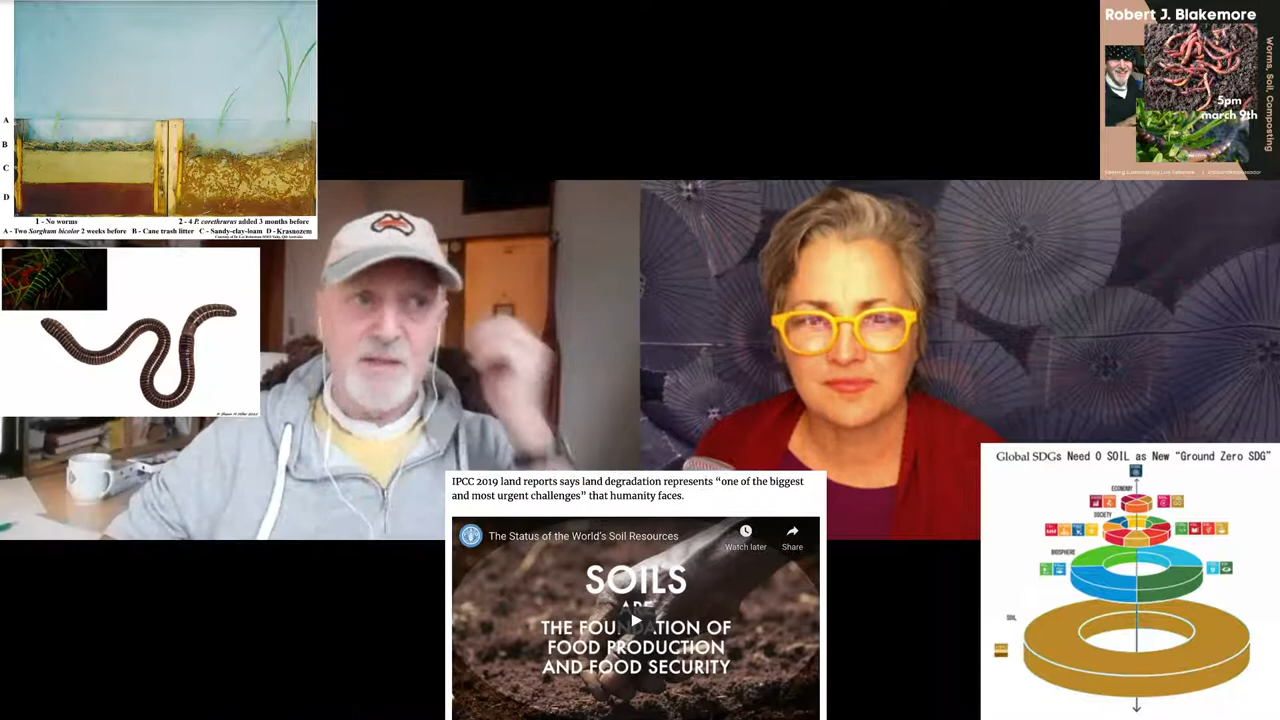 A
B
C
D
1 - No worms
2 - 4 P. corethrurus added 3 months before
A - Two Sorghum bicolor 2 weeks before B - Cane trash litter C - Sandy-clay-loam D - Krasnozem
Robert J. Blakemore
Worms, Soil, Composting
5pm
march 9th
IPCC 2019 land reports says land degradation represents “one of the biggest
and most urgent challenges” that humanity faces.
The Status of the World's Soil Resources
Watch later
Share
SOILS
ARE
THE FOUNDATION OF
FOOD PRODUCTION
AND FOOD SECURITY
Global SDGs Need 0 SOIL as New “Ground Zero SDG”
ECONOMY
SOCIETY
BIOSPHERE
SOIL